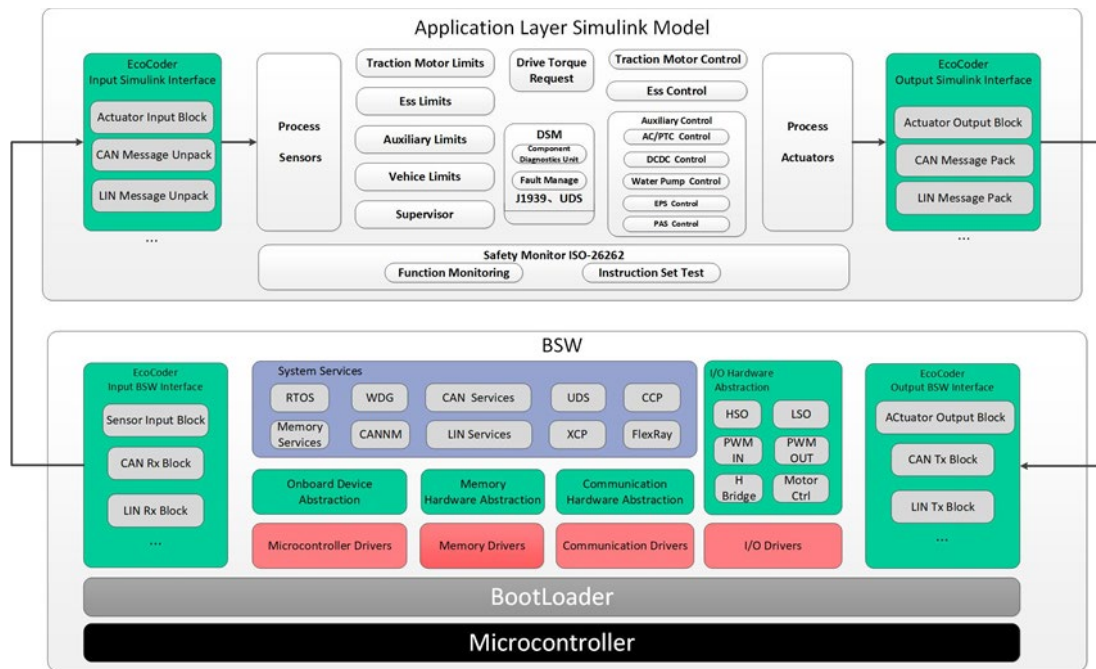 Application Layer Simulink Model
EcoCoder
Input Simulink Interface
Actuator Input Block
CAN Message Unpack
LIN Message Unpack
...
Process
Sensors
Traction Motor Limits
Ess Limits
Auxiliary Limits
Vehice Limits
Supervisor
Drive Torque
Request
DSM
Component
Diagnostics Unit
Fault Manage
J1939、UDS
Traction Motor Control
Ess Control
Auxiliary Control
AC/PTC Control
DCDC Control
Water Pump Control
EPS Control
PAS Control
Process
Actuators
EcoCoder
Output Simulink Interface
Actuator Output Block
CAN Message Pack
LIN Message Pack
...
Safety Monitor ISO-26262
Function Monitoring
Instruction Set Test
BSW
EcoCoder
Input BSW Interface
Sensor Input Block
CAN Rx Block
LIN Rx Block
...
System Services
RTOS
WDG
CAN Services
UDS
CCP
Memory
Services
CANNM
LIN Services
XCP
FlexRay
I/O Hardware
Abstraction
HSO
LSO
PWM
IN
PWM
OUT
H
Bridge
Motor
Ctrl
Onboard Device
Abstraction
Memory
Hardware Abstraction
Communication
Hardware Abstraction
Microcontroller Drivers
Memory Drivers
Communication Drivers
I/O Drivers
EcoCoder
Output BSW Interface
ACtuator Output Block
CAN Tx Block
LIN Tx Block
...
BootLoader
Microcontroller